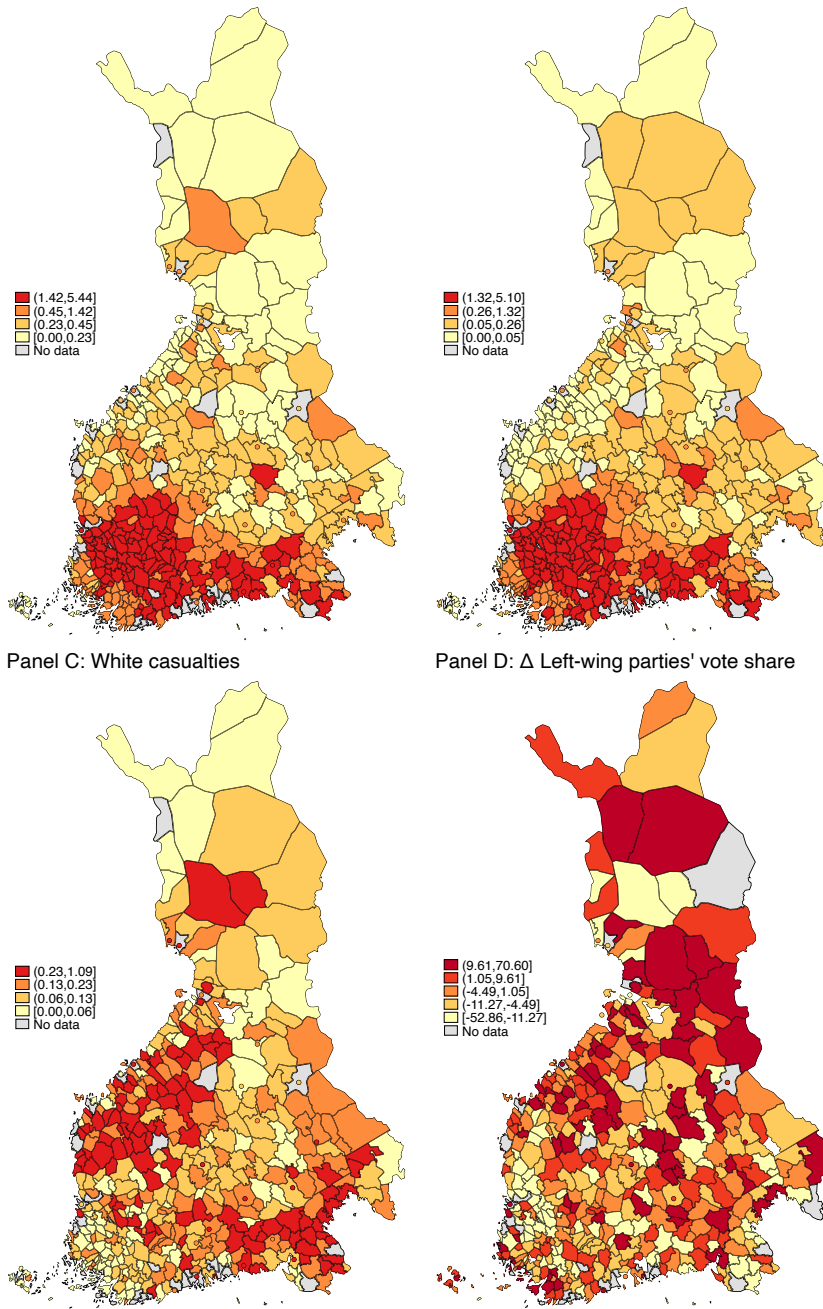 (1.42,5.44]
(0.45,1.42]
(0.23,0.45]
[0.00,0.23]
No data
(1.32,5.10]
(0.26,1.32]
(0.05,0.26]
[0.00,0.05]
No data
Panel C: White casualties
Panel D: Δ Left-wing parties' vote share
(0.23,1.09]
(0.13,0.23]
(0.06,0.13]
[0.00,0.06]
No data
(9.61,70.60]
(1.05,9.61]
(-4.49,1.05]
(-11.27,-4.49]
[-52.86,-11.27]
No data